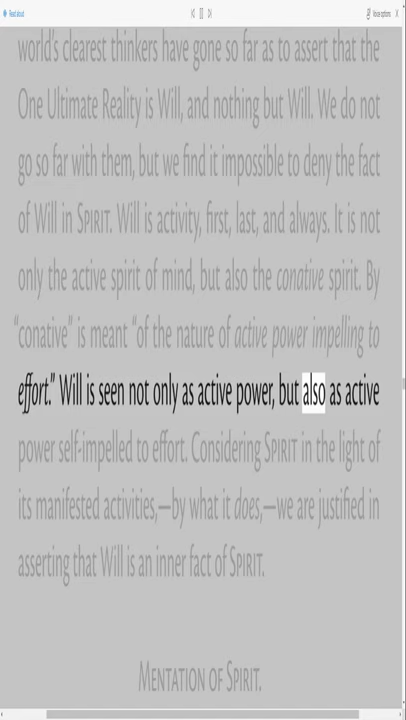 Read aloud
Voice options
world's clearest thinkers have gone so far as to assert that the
One Ultimate Reality is Will, and nothing but Will. We do not
go so far with them, but we find it impossible to deny the fact
of Will in SPIRIT. Will is activity, first, last, and always. It is not
only the active spirit of mind, but also the conative spirit. By
“conative” is meant “of the nature of active power impelling to
effort.” Will is seen not only as active power, but also as active
power self-impelled to effort. Considering SPIRIT in the light of
its manifested activities,—by what it does,—we are justified in
asserting that Will is an inner fact of SPIRIT.
MENTATION OF SPIRIT.